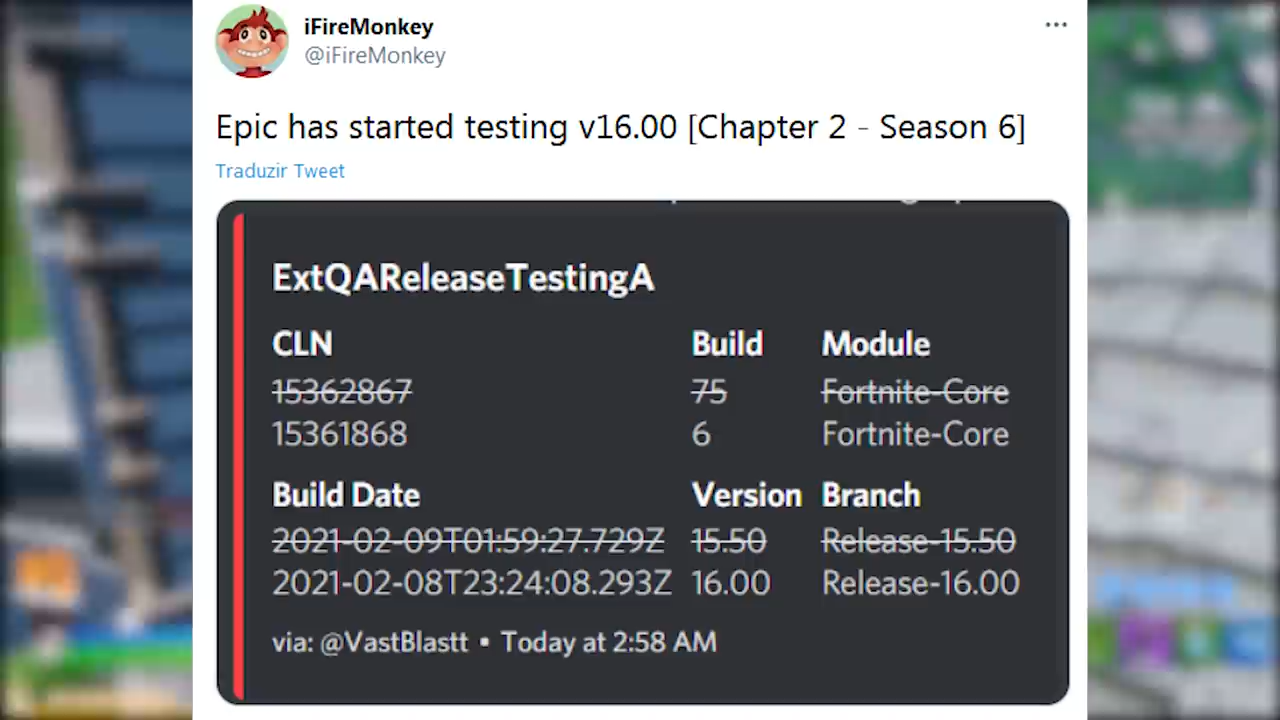 iFireMonkey
@iFireMonkey
Epic has started testing v16.00 [Chapter 2 - Season 6]
Traduzir Tweet
ExtQAReleaseTestingA
CLN Build Module
15362867 75 Fortnite-Core
15361868 6 Fortnite-Core
Build Date Version Branch
2021-02-09T01:59:27.729Z 15.50 Release-15.50
2021-02-08T23:24:08.293Z 16.00 Release-16.00
via: @VastBlastt • Today at 2:58 AM